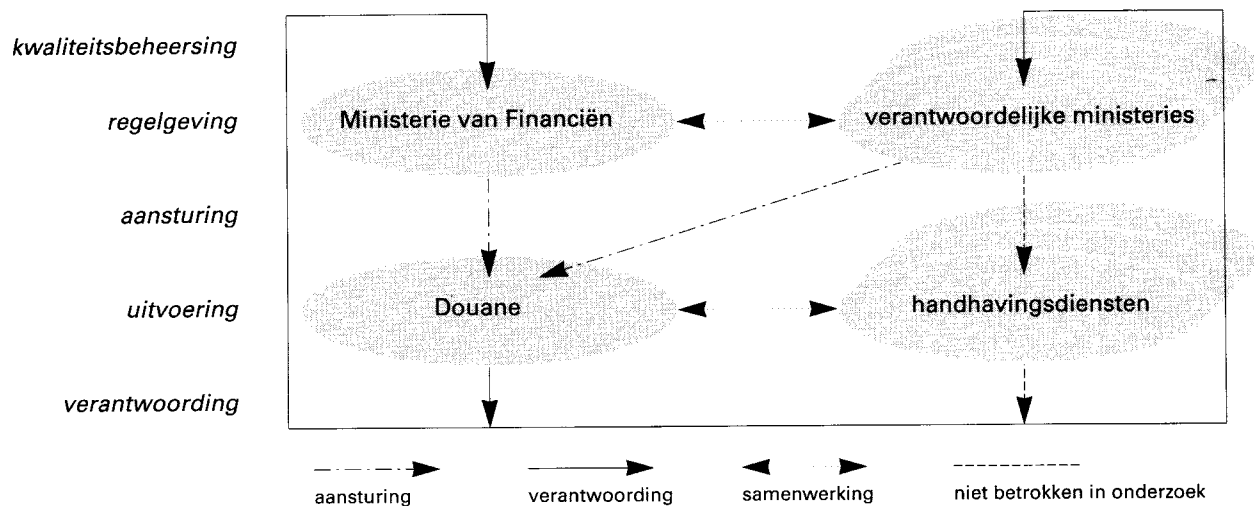 kwaliteitsbeheersing
regelgeving
Ministerie van Financiën
verantwoordelijke ministeries
aansturing
uitvoering
Douane
handhavingsdiensten
verantwoording
aansturing
verantwoording
samenwerking
niet betrokken in onderzoek